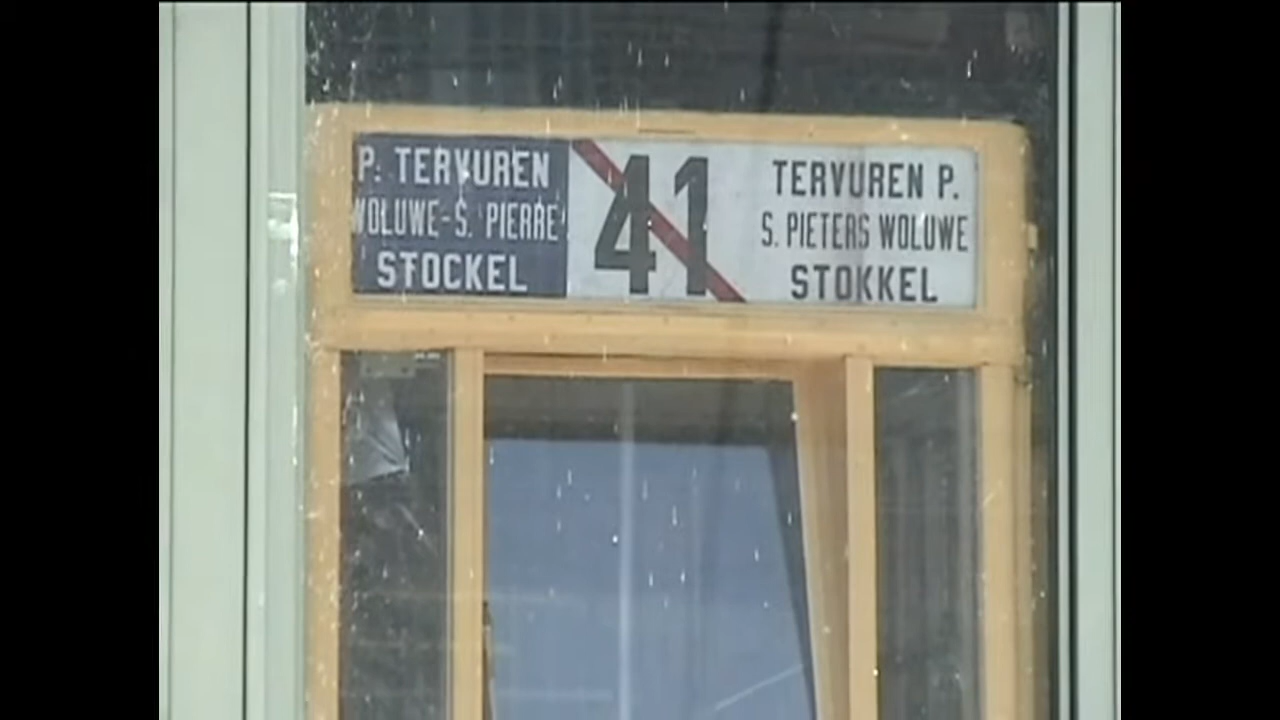 P. TERVUREN
WOLUWE-S. PIERRE
STOCKEL
41
TERVUREN P.
S. PIETERS WOLUWE
STOKKEL